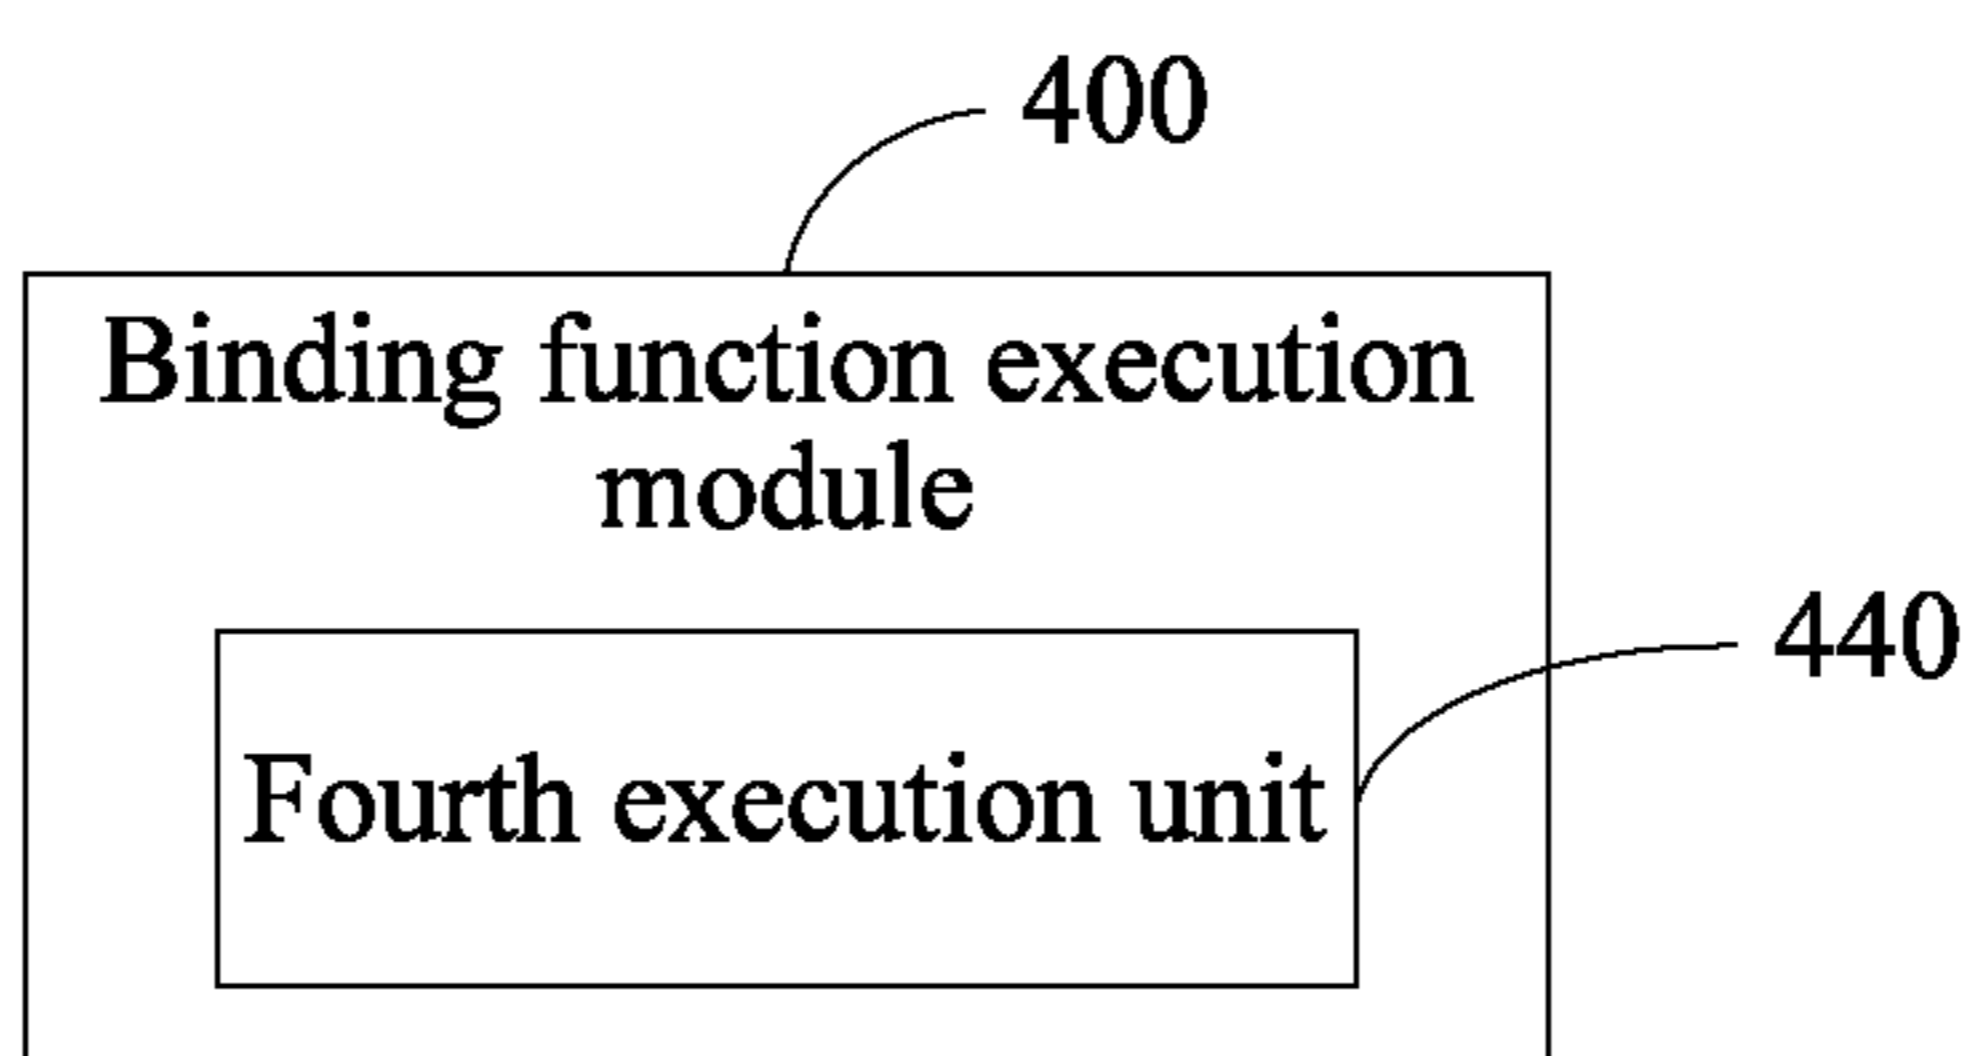 400
Binding function execution
module
440
Fourth execution unit